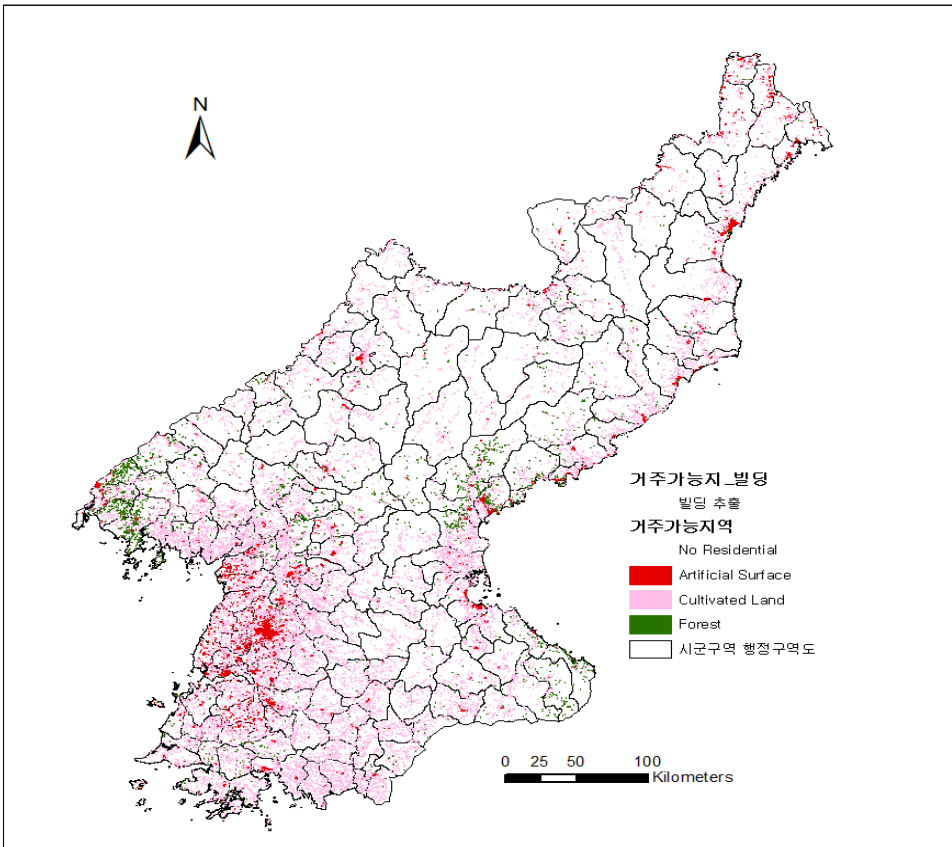 N
거주가능지_빌딩
빌딩 추출
거주가능지역
No Residential
Artificial Surface
Cultivated Land
Forest
시군구역 행정구역도
0 25 50 100
Kilometers